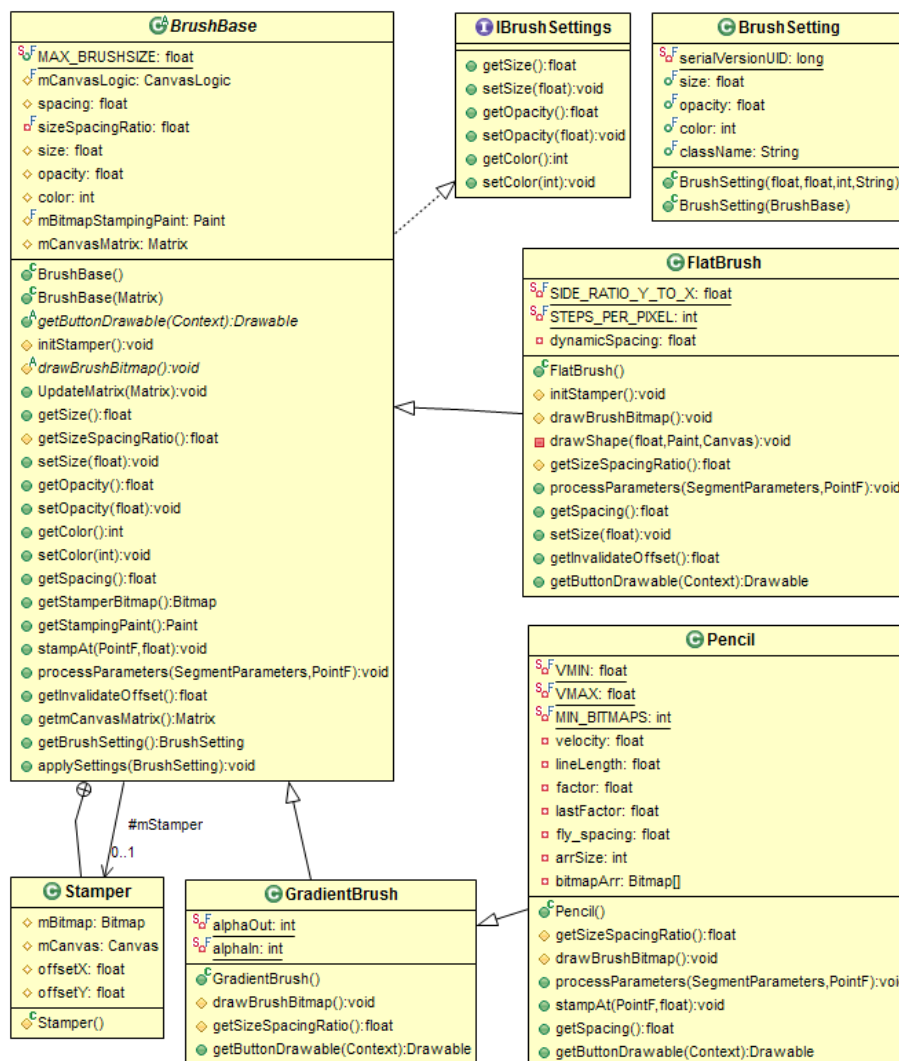 BrushBase
MAX_BRUSHSIZE: float
mCanvasLogic: CanvasLogic
spacing: float
sizeSpacingRatio: float
size: float
opacity: float
color: int
mBitmapStampingPaint: Paint
mCanvasMatrix: Matrix
BrushBase()
BrushBase(Matrix)
getButtonDrawable(Context):Drawable
initStamper():void
drawBrushBitmap():void
UpdateMatrix(Matrix):void
getSize():float
getSizeSpacingRatio():float
setSize(float):void
getOpacity():float
setOpacity(float):void
getColor():int
setColor(int):void
getSpacing():float
getStamperBitmap():Bitmap
getStampingPaint():Paint
stampAt(PointF,float):void
processParameters(SegmentParameters,PointF):void
getInvalidateOffset():float
getmCanvasMatrix():Matrix
getBrushSetting():BrushSetting
applySettings(BrushSetting):void
IBrushSettings
getSize():float
setSize(float):void
getOpacity():float
setOpacity(float):void
getColor():int
setColor(int):void
BrushSetting
serialVersionUID: long
size: float
opacity: float
color: int
className: String
BrushSetting(float,float,int,String)
BrushSetting(BrushBase)
FlatBrush
SIDE_RATIO_Y_TO_X: float
STEPS_PER_PIXEL: int
dynamicSpacing: float
FlatBrush()
initStamper():void
drawBrushBitmap():void
drawShape(float,Paint,Canvas):void
getSizeSpacingRatio():float
processParameters(SegmentParameters,PointF):void
getSpacing():float
setSize(float):void
getInvalidateOffset():float
getButtonDrawable(Context):Drawable
Pencil
VMIN: float
VMAX: float
MIN_BITMAPS: int
velocity: float
lineLength: float
factor: float
lastFactor: float
fly_spacing: float
arrSize: int
bitmapArr: Bitmap[]
Pencil()
getSizeSpacingRatio():float
drawBrushBitmap():void
processParameters(SegmentParameters,PointF):void
stampAt(PointF,float):void
getSpacing():float
getButtonDrawable(Context):Drawable
#mStamper
0..1
Stamper
mBitmap: Bitmap
mCanvas: Canvas
offsetX: float
offsetY: float
Stamper()
GradientBrush
alphaOut: int
alphaIn: int
GradientBrush()
drawBrushBitmap():void
getSizeSpacingRatio():float
getButtonDrawable(Context):Drawable